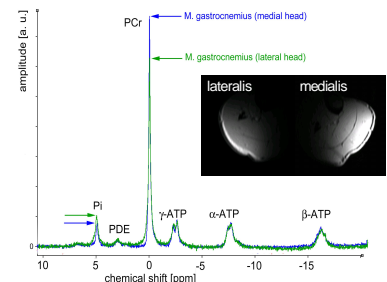 PCr
M. gastrocnemius (medial head)
M. gastrocnemius (lateral head)
amplitude [a. u.]
lateralis
medialis
Pi
PDE
γ-ATP
α-ATP
β-ATP
0
10
5
0
-5
-10
-15
chemical shift [ppm]